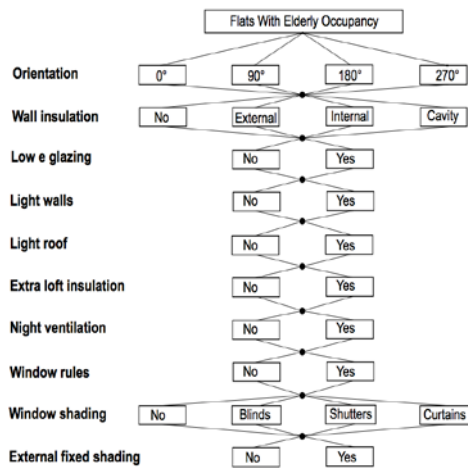 Flats With Elderly Occupancy
Orientation 0° 90° 180° 270°
Wall insulation No External Internal Cavity
Low e glazing No Yes
Light walls No Yes
Light roof No Yes
Extra loft insulation No Yes
Night ventilation No Yes
Window rules No Yes
Window shading No Blinds Shutters Curtains
External fixed shading No Yes